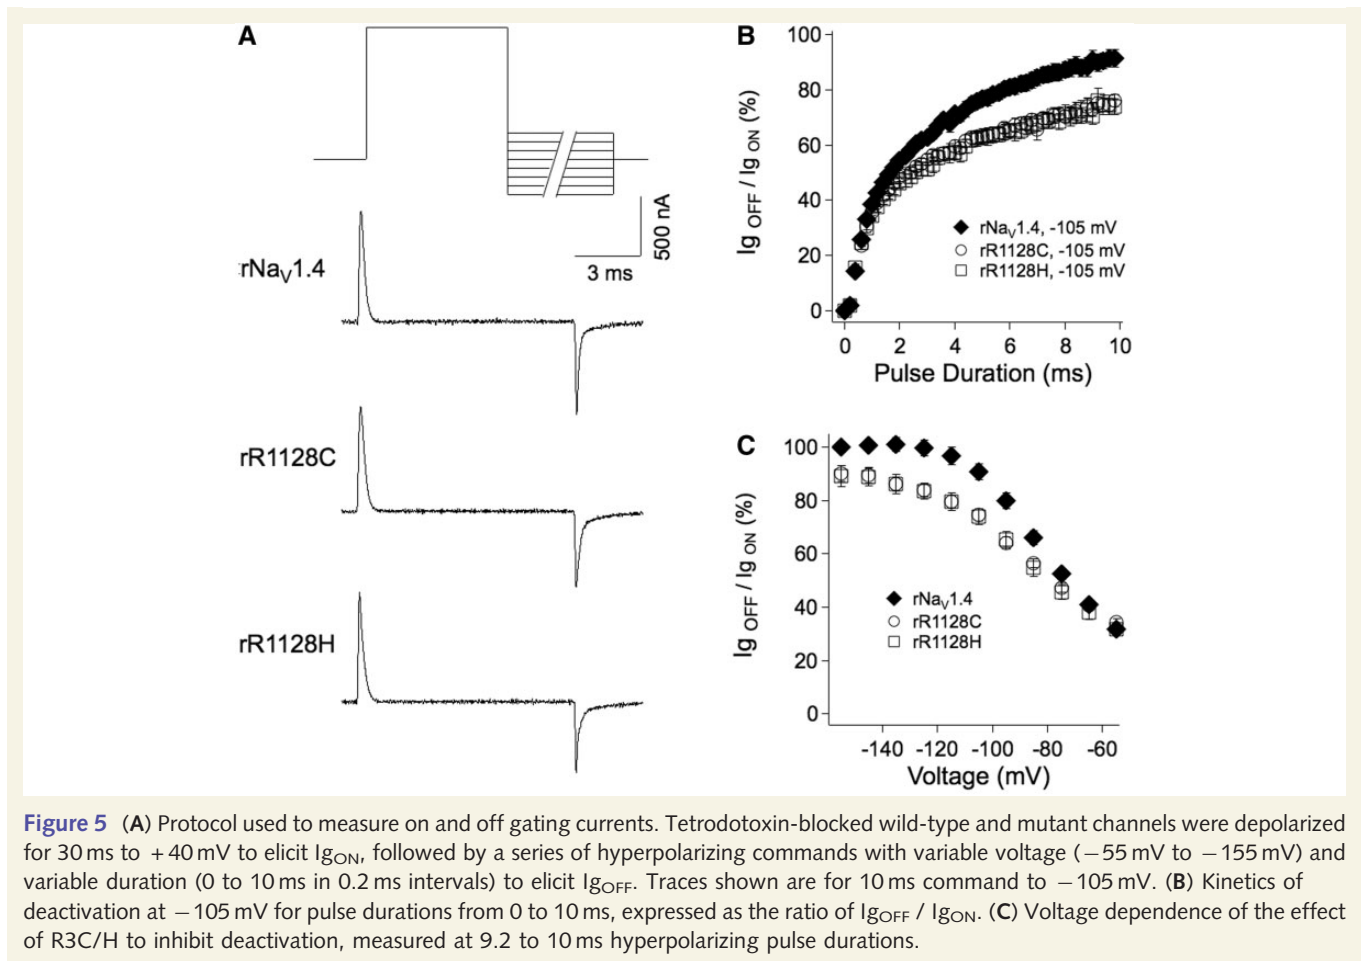 A
500 nA
3 ms
rNaV1.4
rR1128C
rR1128H
B
Ig OFF / Ig ON (%)
100
80
60
40
20
0
rNaV1.4, -105 mV
rR1128C, -105 mV
rR1128H, -105 mV
0 2 4 6 8 10
Pulse Duration (ms)
C
Ig OFF / Ig ON (%)
100
80
60
40
20
0
rNaV1.4
rR1128C
rR1128H
-140 -120 -100 -80 -60
Voltage (mV)
Figure 5 (A) Protocol used to measure on and off gating currents. Tetrodotoxin-blocked wild-type and mutant channels were depolarized
for 30 ms to +40 mV to elicit IgON, followed by a series of hyperpolarizing commands with variable voltage (−55 mV to −155 mV) and
variable duration (0 to 10 ms in 0.2 ms intervals) to elicit IgOFF. Traces shown are for 10 ms command to −105 mV. (B) Kinetics of
deactivation at −105 mV for pulse durations from 0 to 10 ms, expressed as the ratio of IgOFF / IgON. (C) Voltage dependence of the effect
of R3C/H to inhibit deactivation, measured at 9.2 to 10 ms hyperpolarizing pulse durations.